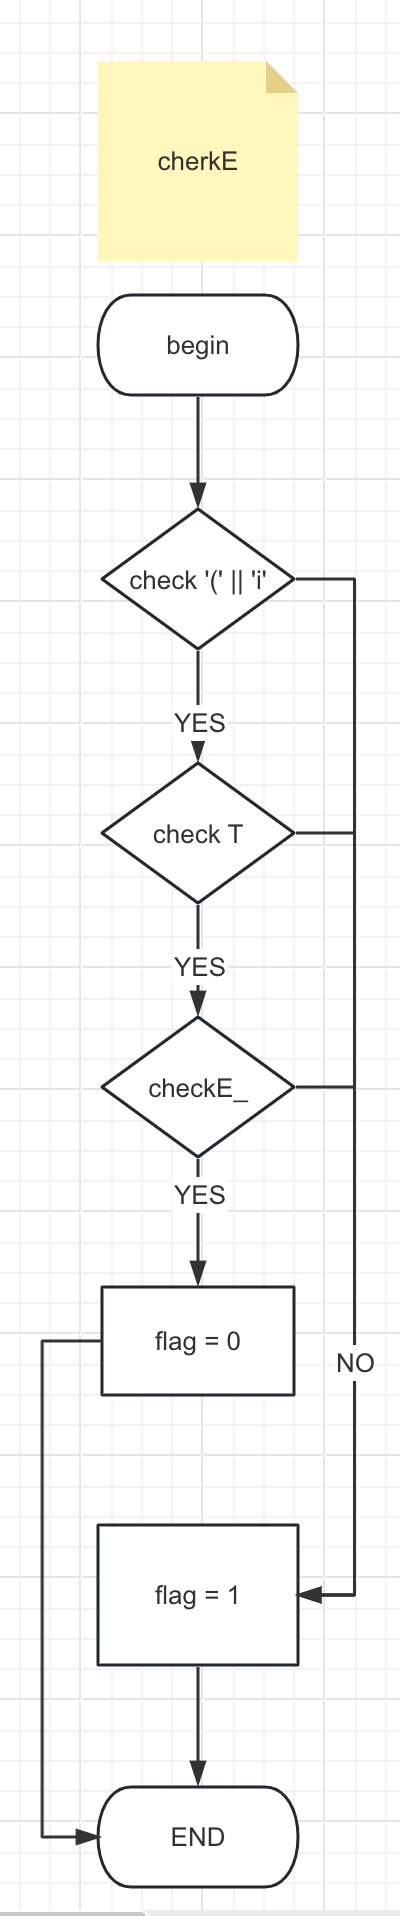 cherkE
begin
check '(' || 'i'
YES
check T
YES
checkE_
YES
flag = 0
NO
flag = 1
END